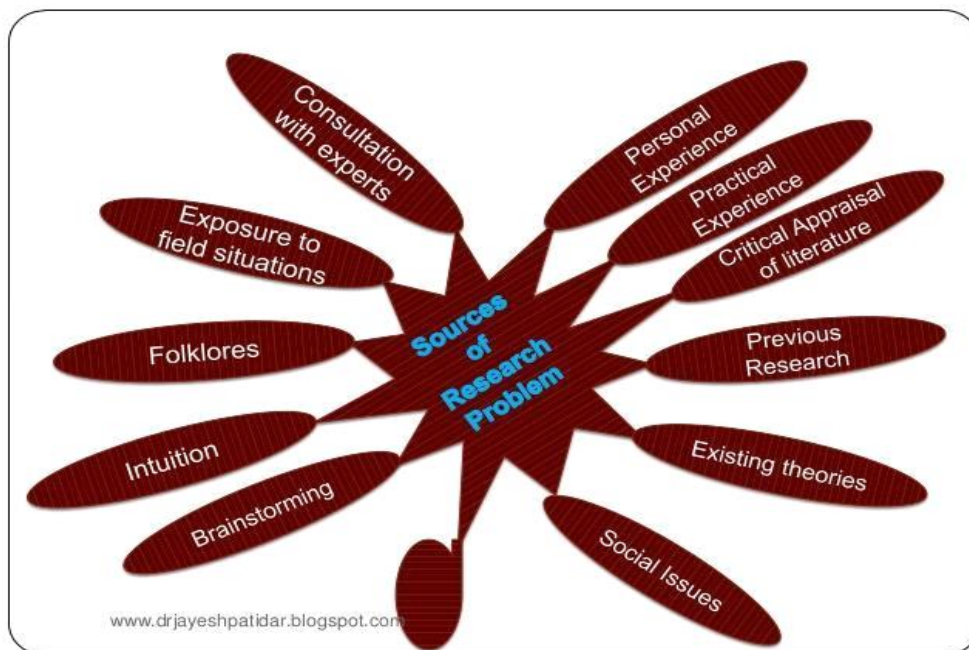 Sources
of
Research
Problem
Consultation
with experts
Personal
Experience
Practical
Experience
Critical Appraisal
of literature
Previous
Research
Existing theories
Social Issues
Brainstorming
Intuition
Folklores
Exposure to
field situations
www.drjayeshpatidar.blogspot.com